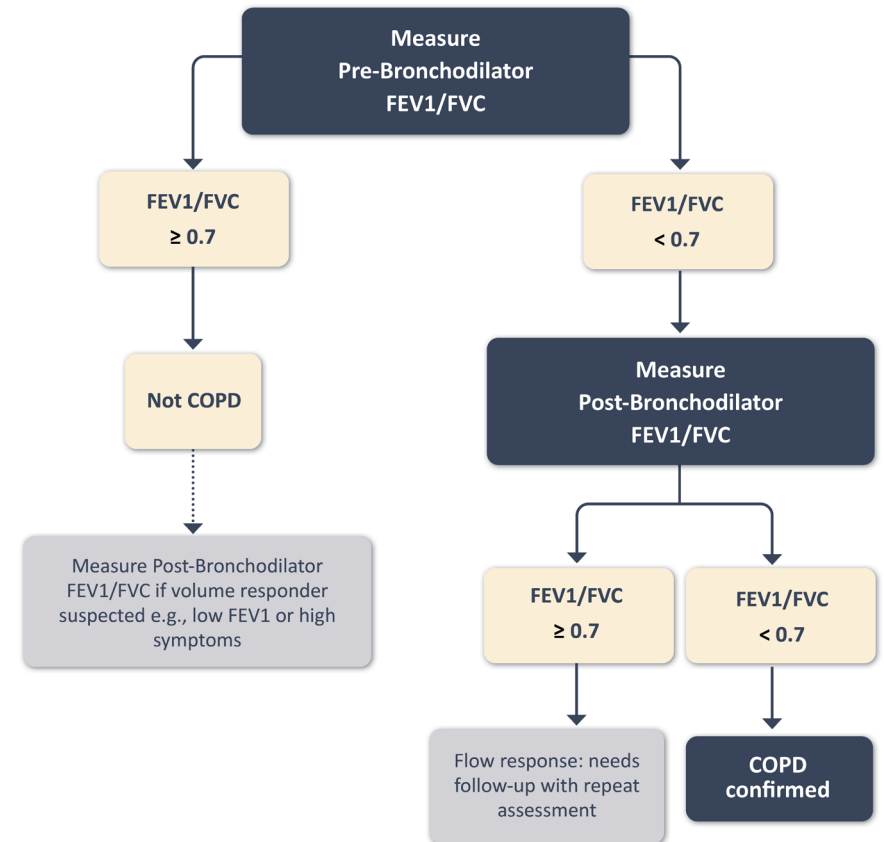 Measure
Pre-Bronchodilator
FEV1/FVC
FEV1/FVC
≥ 0.7
FEV1/FVC
< 0.7
Not COPD
Measure
Post-Bronchodilator
FEV1/FVC
Measure Post-Bronchodilator
FEV1/FVC if volume responder
suspected e.g., low FEV1 or high
symptoms
FEV1/FVC
≥ 0.7
FEV1/FVC
< 0.7
Flow response: needs
follow-up with repeat
assessment
COPD
confirmed